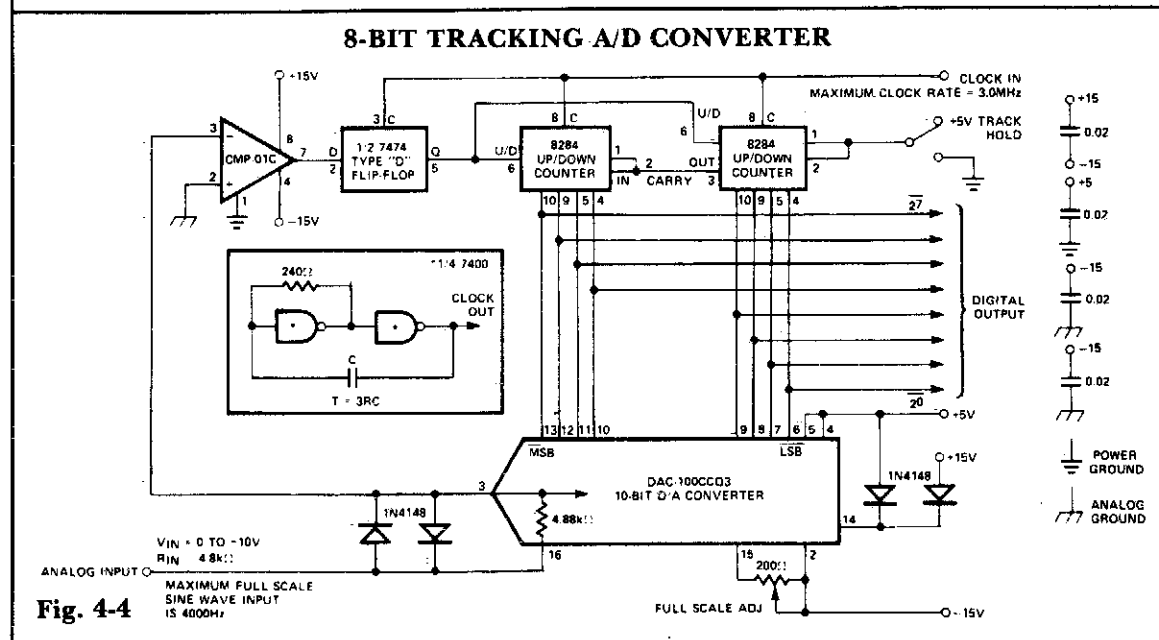 8-BIT TRACKING A/D CONVERTER
+15V
CLOCK IN
MAXIMUM CLOCK RATE = 3.0MHz
3 C
8 C
U/D
8 C
+15
0.02
-15
3
CMP-01C
8
7
2
4
1
-15V
D
2
1/2 7474
TYPE "D"
FLIP-FLOP
Q
5
U/D
6
8284
UP/DOWN
COUNTER
1
2
IN
CARRY
6
OUT
3
8284
UP/DOWN
COUNTER
1
2
+5V TRACK
HOLD
+5
0.02
10 9 5 4
10 9 5 4
27
*1/4 7400
240Ω
CLOCK
OUT
C
T = 3RC
DIGITAL
OUTPUT
-15
0.02
-15
0.02
20
+5V
13 12 11 10
9 8 7 6 5 4
MSB
LSB
+15V
POWER
GROUND
3
DAC-100CCQ3
10-BIT D/A CONVERTER
1N4148
1N4148
4.88kΩ
14
ANALOG
GROUND
VIN = 0 TO -10V
RIN 4.8kΩ
16
15
2
ANALOG INPUT
MAXIMUM FULL SCALE
SINE WAVE INPUT
IS 4000Hz
200Ω
FULL SCALE ADJ
-15V
Fig. 4-4